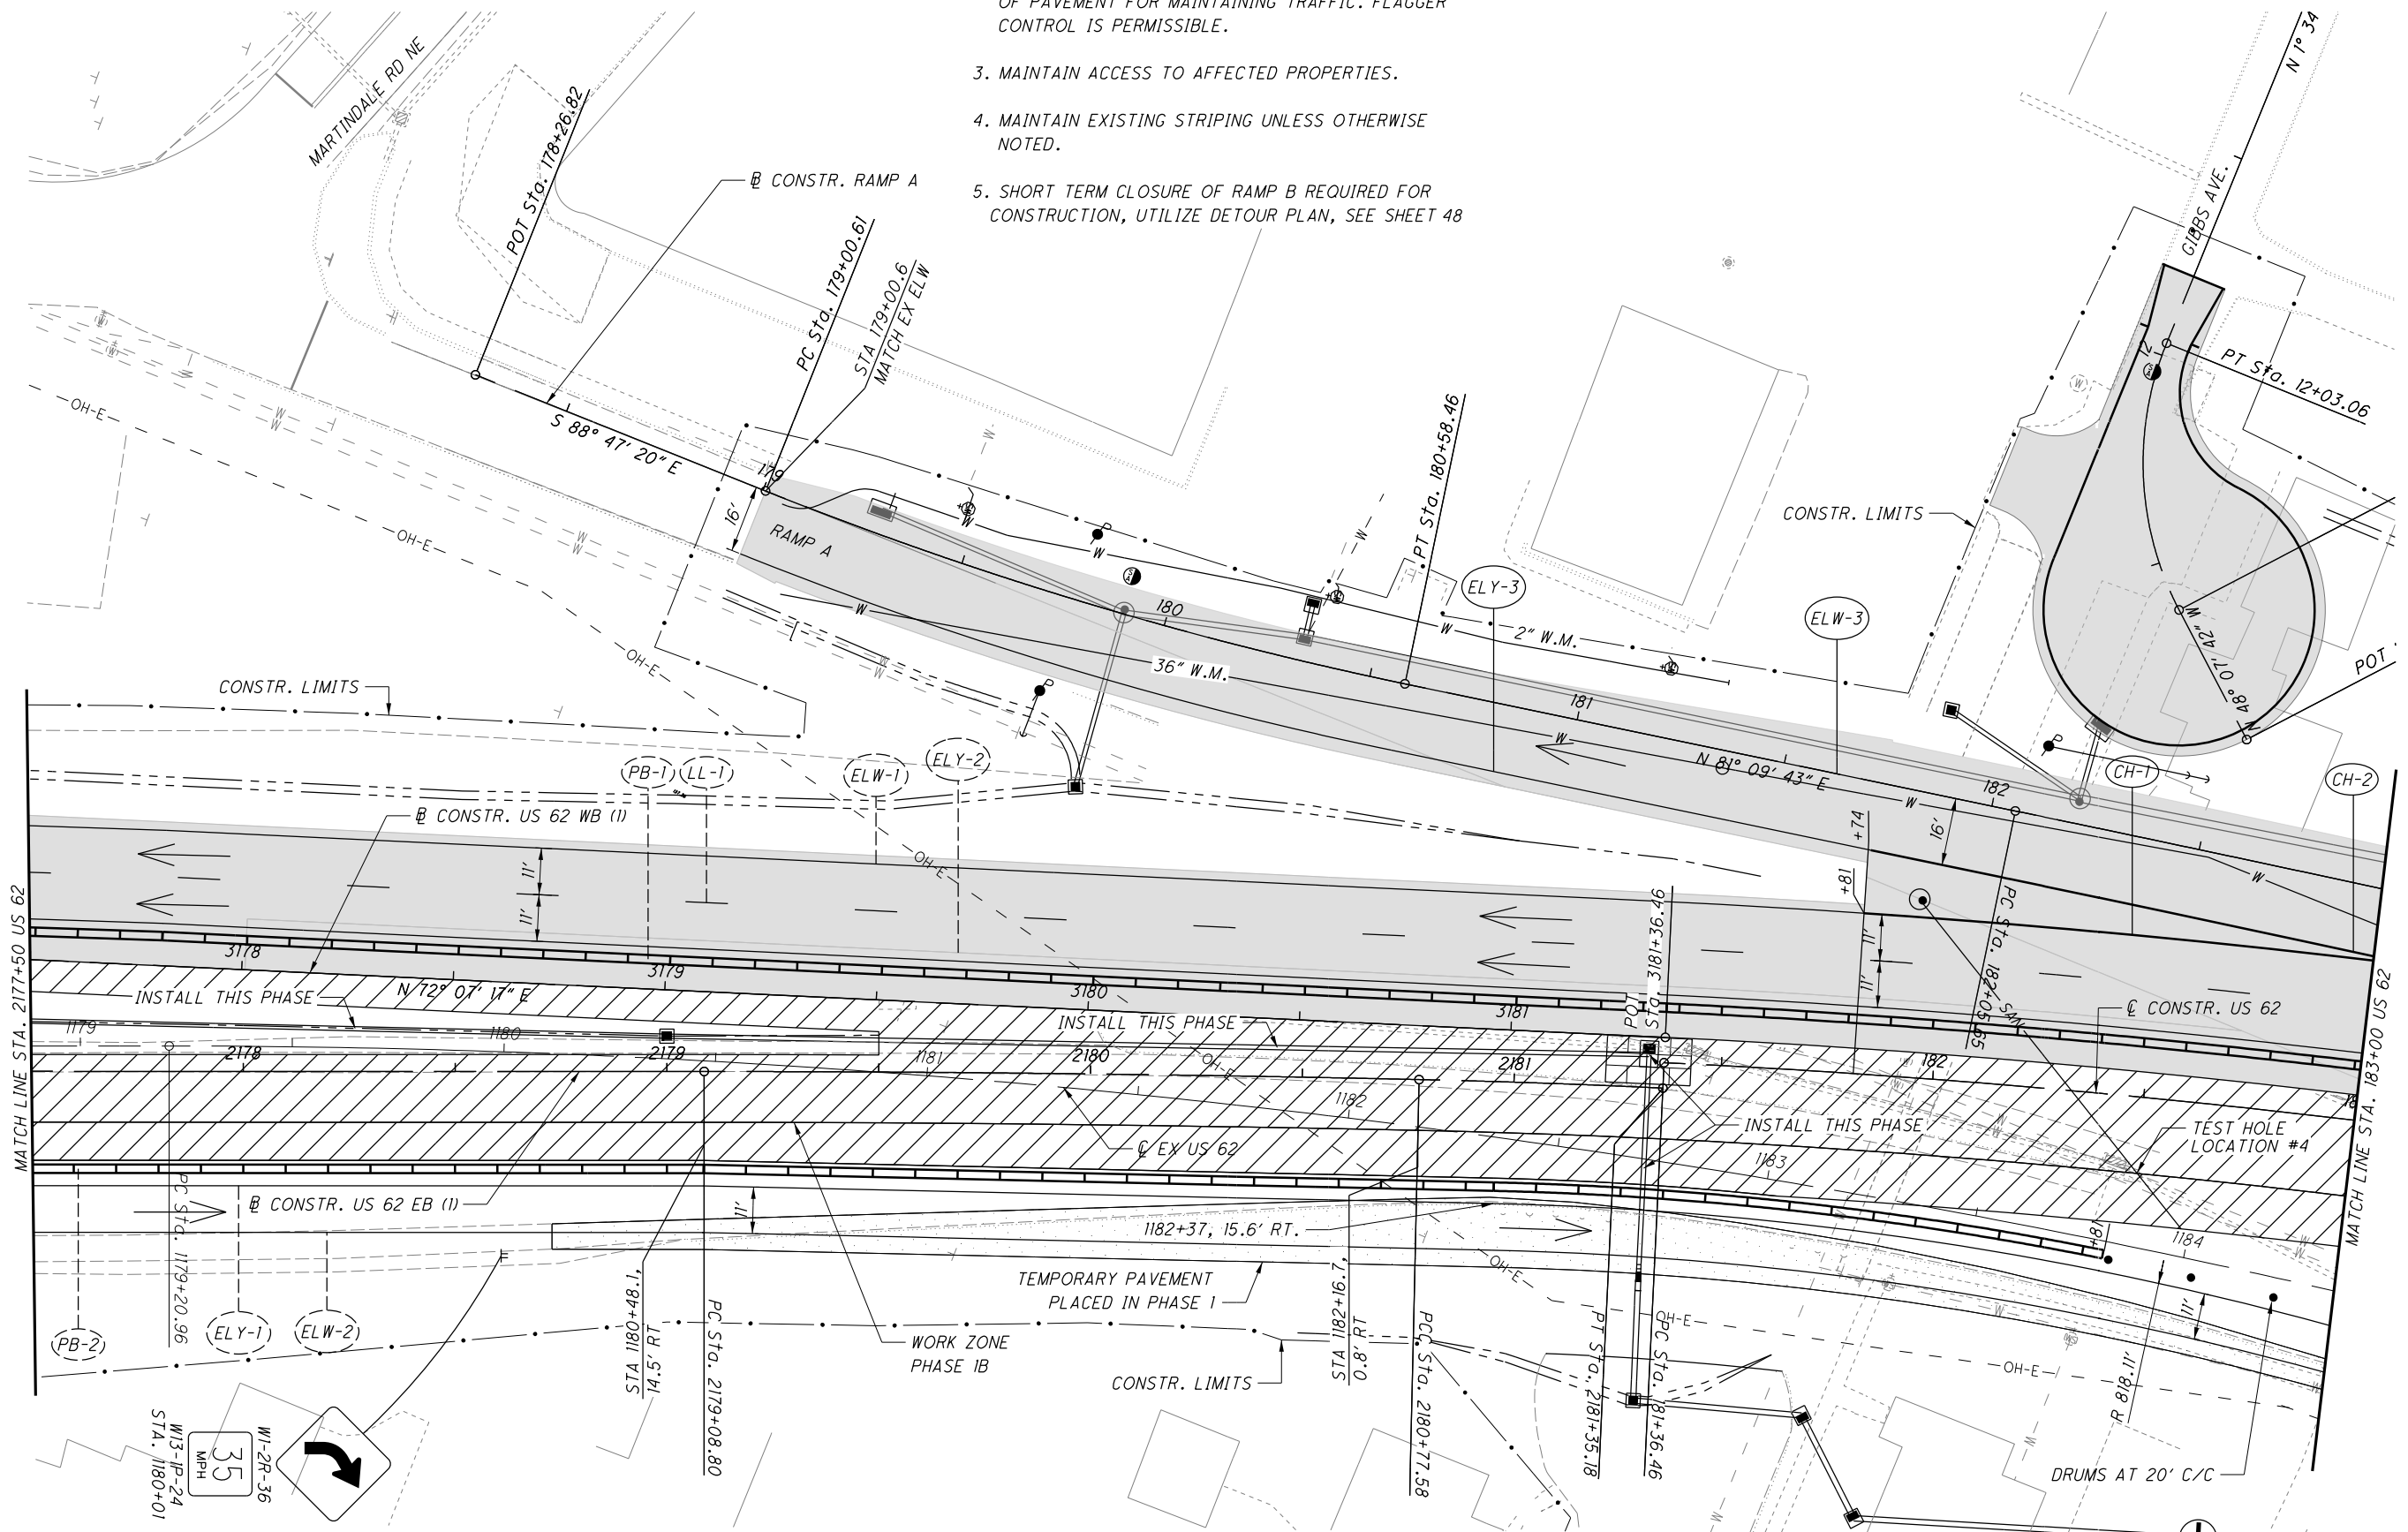 OF PAVEMENT FOR MAINTAINING TRAFFIC. FLAGGER
CONTROL IS PERMISSIBLE.
3. MAINTAIN ACCESS TO AFFECTED PROPERTIES.
4. MAINTAIN EXISTING STRIPING UNLESS OTHERWISE
NOTED.
5. SHORT TERM CLOSURE OF RAMP B REQUIRED FOR
CONSTRUCTION, UTILIZE DETOUR PLAN, SEE SHEET 48
MARTINDALE RD NE
POT Sta. 178+26.82
℄ CONSTR. RAMP A
PC Sta. 179+00.61
STA 179+00.6
MATCH EX ELW
S 88° 47' 20" E
179
16'
RAMP A
180
PT Sta. 180+58.46
ELY-3
ELW-3
2" W.M.
36" W.M.
181
N 81° 09' 43" E
182
16'
+74
+81
PC Sta. 182+05.65
CH-1
CH-2
N 1° 34
GIBBS AVE.
12
PT Sta. 12+03.06
N 48° 07' 42" W
POT
CONSTR. LIMITS
OH-E
OH-E
OH-E
OH-E
CONSTR. LIMITS
PB-1
LL-1
ELW-1
ELY-2
℄ CONSTR. US 62 WB (1)
11'
11'
11'
11'
MATCH LINE STA. 2177+50 US 62
3178
3179
3180
3181
N 72° 07' 17" E
INSTALL THIS PHASE
INSTALL THIS PHASE
POT
Sta. 3181+36.46
SAN
℄ CONSTR. US 62
1179
1180
1181
1182
1183
1184
2178
2179
2180
2181
182
OH-E
INSTALL THIS PHASE
TEST HOLE
LOCATION #4
℄ EX US 62
℄ CONSTR. US 62 EB (1)
PC Sta. 1179+20.96
11'
1182+37, 15.6' RT.
TEMPORARY PAVEMENT
PLACED IN PHASE 1
WORK ZONE
PHASE 1B
CONSTR. LIMITS
PB-2
ELY-1
ELW-2
STA 1180+48.1,
14.5' RT
PC Sta. 2179+08.80
STA 1182+16.7,
0.8' RT
PCC Sta. 2180+77.58
PT Sta. 2181+35.18
PC Sta. 181+36.46
OH-E
OH-E
OH-E
+81
11'
R 818.11'
DRUMS AT 20' C/C
MATCH LINE STA. 183+00 US 62
W1-2R-36
35
MPH
W13-1P-24
STA. 1180+01